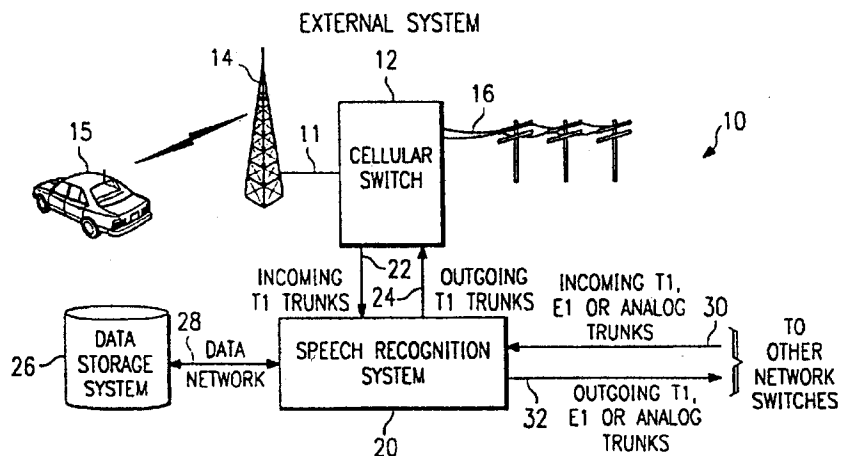 EXTERNAL SYSTEM
14
12
16
10
15
11
CELLULAR
SWITCH
INCOMING
T1 TRUNKS
22
24
OUTGOING
T1 TRUNKS
INCOMING T1,
E1 OR ANALOG
TRUNKS
30
26
DATA
STORAGE
SYSTEM
28
DATA
NETWORK
SPEECH RECOGNITION
SYSTEM
20
32
OUTGOING T1,
E1 OR ANALOG
TRUNKS
TO
OTHER
NETWORK
SWITCHES